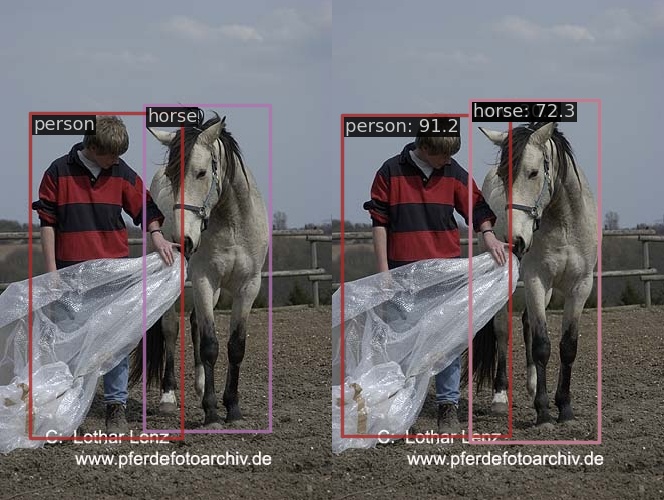 person
horse
person: 91.2
horse: 72.3
C: Lothar Lenz
www.pferdefotoarchiv.de
C: Lothar Lenz
www.pferdefotoarchiv.de